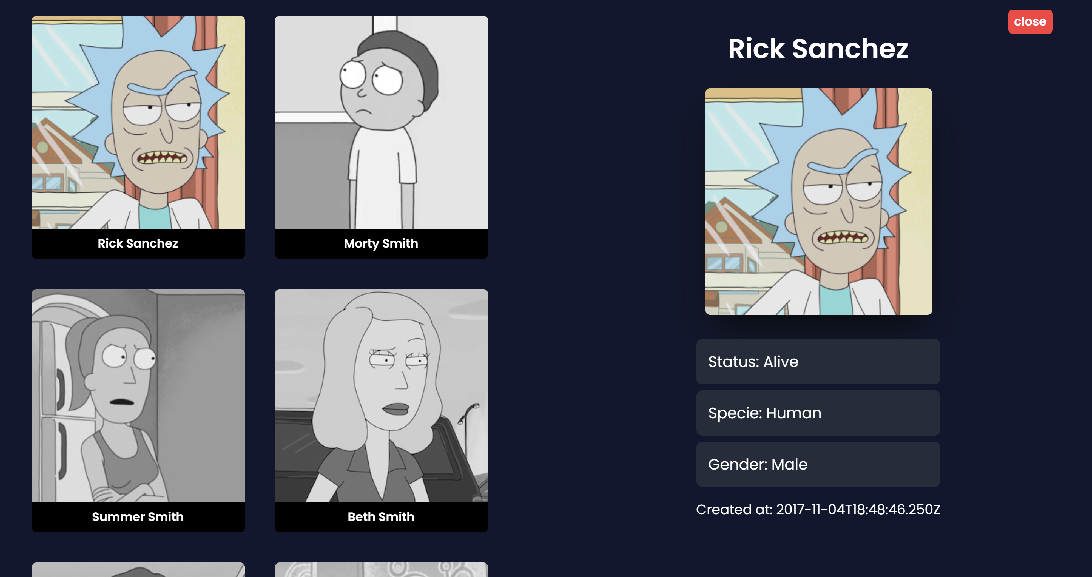 Rick Sanchez
Morty Smith
Summer Smith
Beth Smith
close
Rick Sanchez
Status: Alive
Specie: Human
Gender: Male
Created at: 2017-11-04T18:48:46.250Z